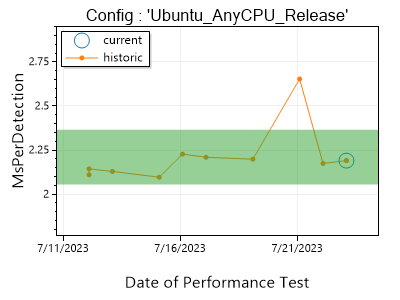 Config : 'Ubuntu_AnyCPU_Release'
current
historic
MsPerDetection
2.75
2.5
2.25
2
7/11/2023
7/16/2023
7/21/2023
Date of Performance Test